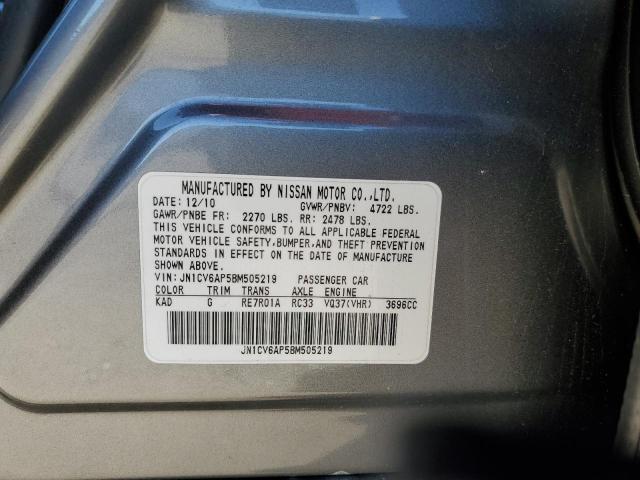 MANUFACTURED BY NISSAN MOTOR CO.,LTD.
DATE: 12/10 GVWR/PNBV: 4722 LBS.
GAWR/PNBE FR: 2270 LBS. RR: 2478 LBS.
THIS VEHICLE CONFORMS TO ALL APPLICABLE FEDERAL
MOTOR VEHICLE SAFETY,BUMPER,AND THEFT PREVENTION
STANDARDS IN EFFECT ON THE DATE OF MANUFACTURE
SHOWN ABOVE.
VIN:JN1CV6AP5BM505219 PASSENGER CAR
COLOR TRIM TRANS AXLE ENGINE
KAD G RE7R01A RC33 VQ37(VHR) 3696CC
JN1CV6AP5BM505219